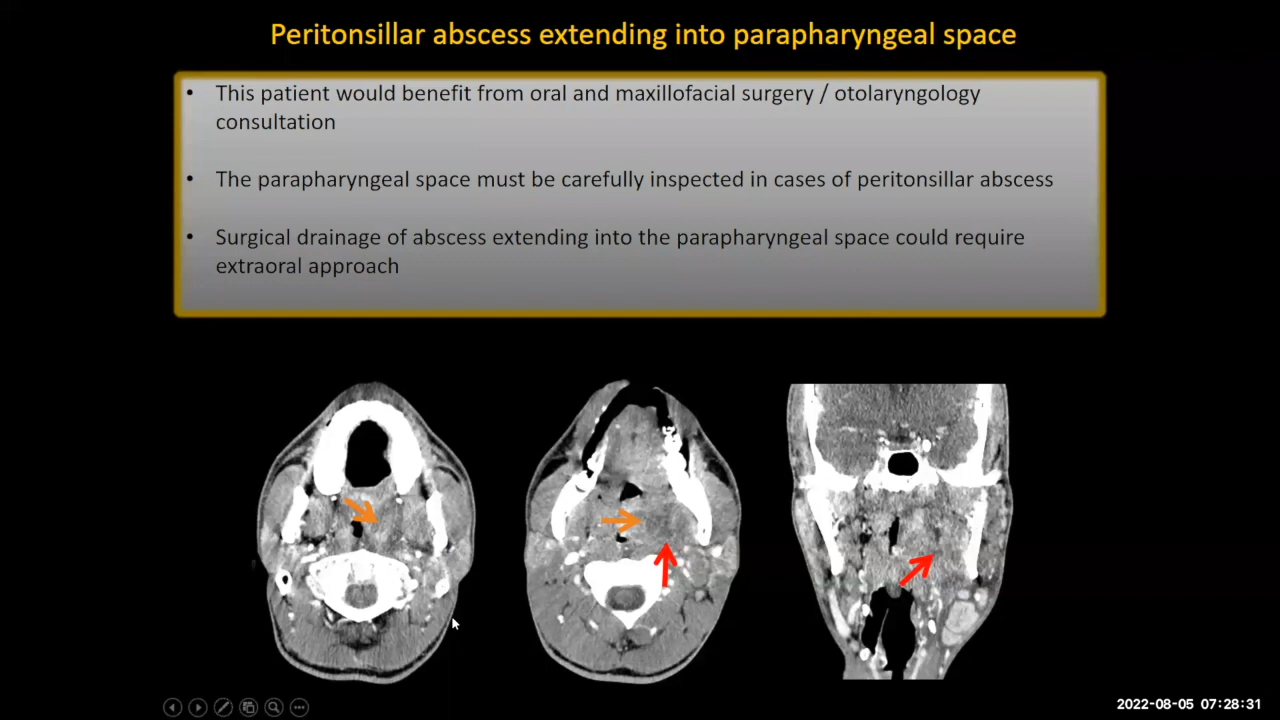 Peritonsillar abscess extending into parapharyngeal space
• This patient would benefit from oral and maxillofacial surgery / otolaryngology
consultation
• The parapharyngeal space must be carefully inspected in cases of peritonsillar abscess
• Surgical drainage of abscess extending into the parapharyngeal space could require
extraoral approach
2022-08-05 07:28:31